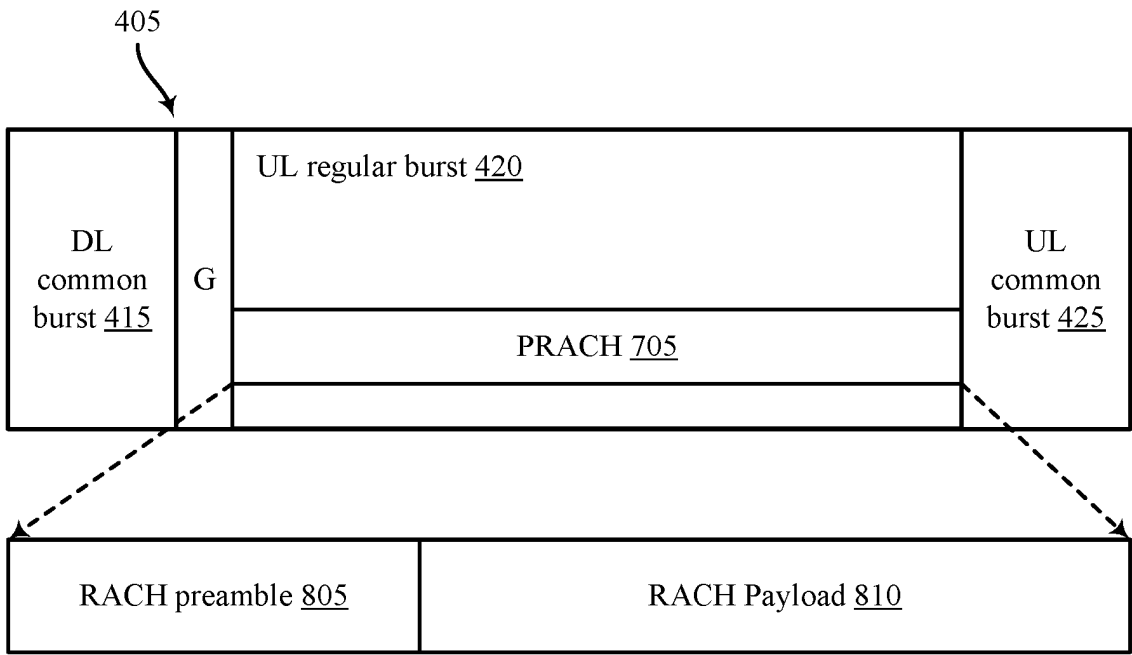 405
UL regular burst 420
DL
common
burst 415
G
UL
common
burst 425
PRACH 705
RACH preamble 805
RACH Payload 810